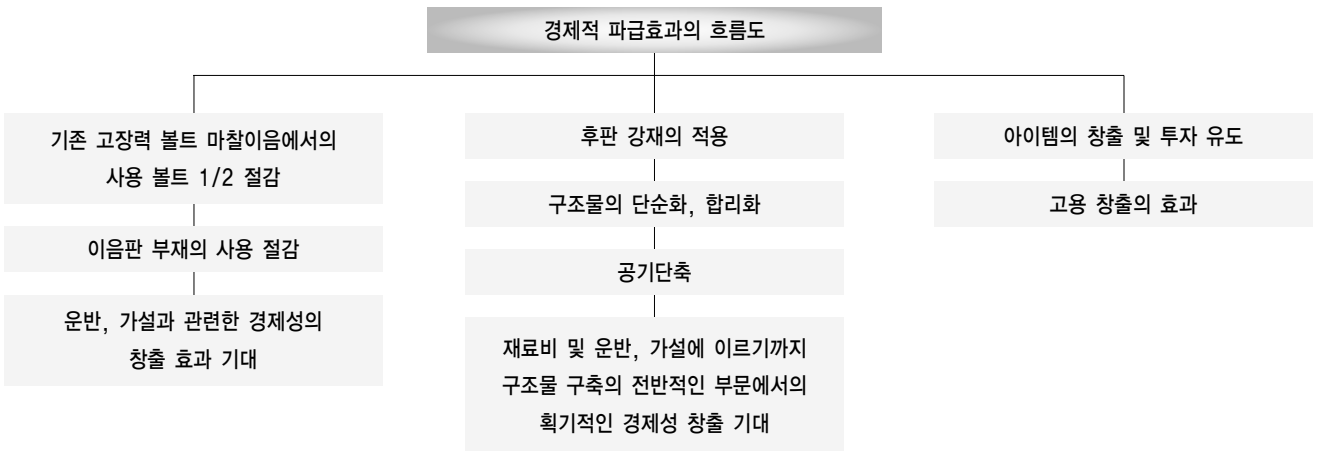 경제적 파급효과의 흐름도
기존 고장력 볼트 마찰이음에서의
사용 볼트 1/2 절감
이음판 부재의 사용 절감
운반, 가설과 관련한 경제성의
창출 효과 기대
후판 강재의 적용
구조물의 단순화, 합리화
공기단축
재료비 및 운반, 가설에 이르기까지
구조물 구축의 전반적인 부문에서의
획기적인 경제성 창출 기대
아이템의 창출 및 투자 유도
고용 창출의 효과